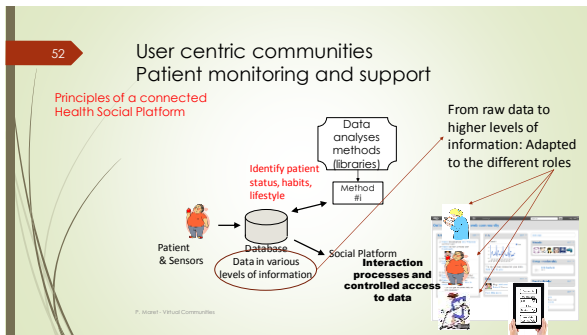 52
User centric communities
Patient monitoring and support
Principles of a connected
Health Social Platform
From raw data to
higher levels of
information: Adapted
to the different roles
Data
analyses
methods
(libraries)
Identify patient
status, habits,
lifestyle
Method
#i
Patient
& Sensors
Database
Data in various
levels of information
Social Platform
Interaction
processes and
controlled access
to data
P. Maret - Virtual Communities